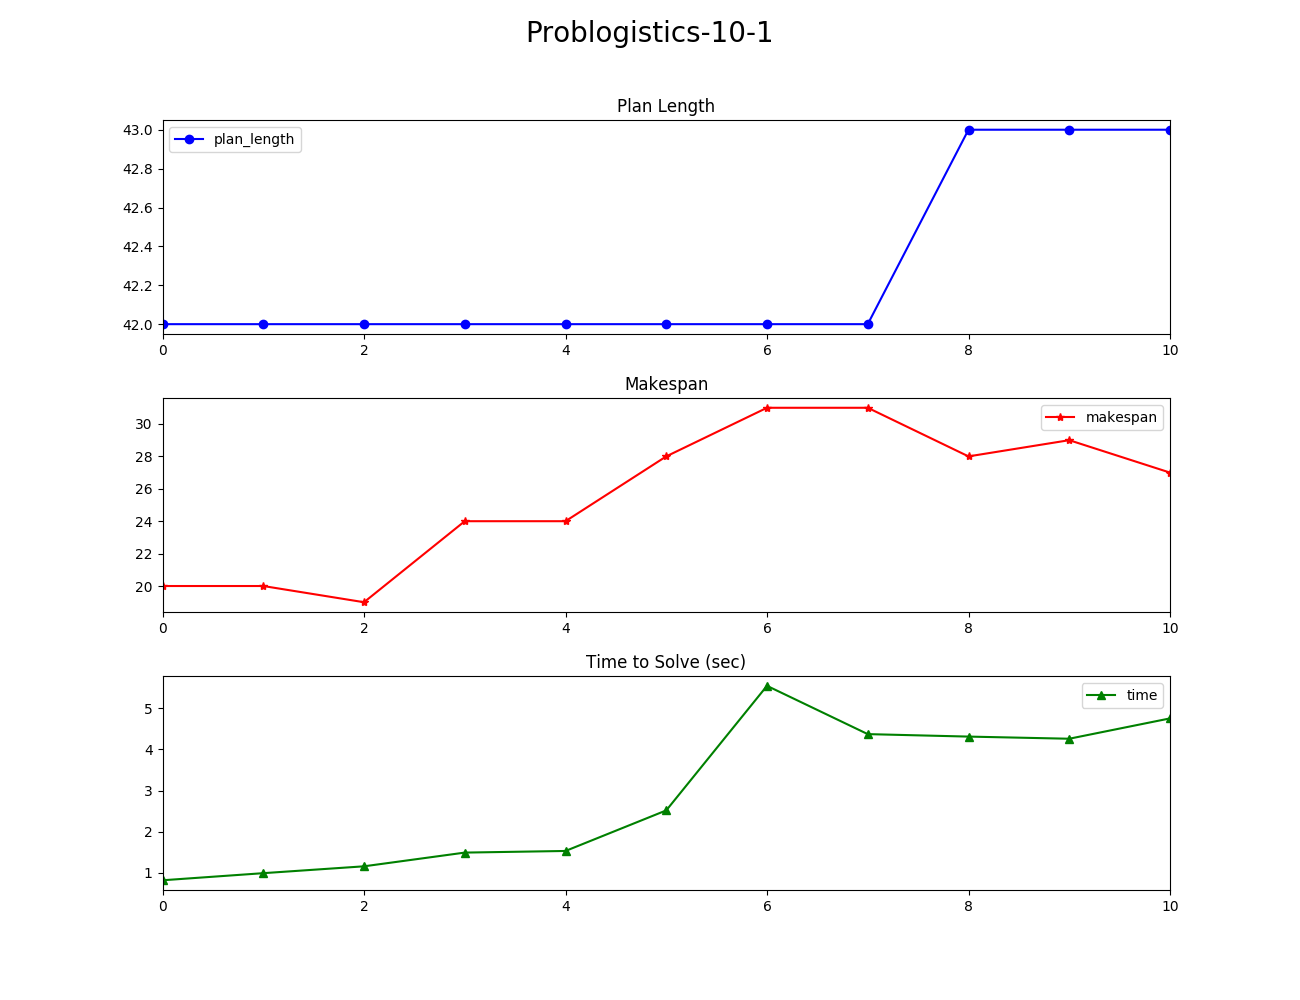 Problogistics-10-1
Plan Length
plan_length
43.0
42.8
42.6
42.4
42.2
42.0
0 2 4 6 8 10
Makespan
makespan
30
28
26
24
22
20
0 2 4 6 8 10
Time to Solve (sec)
time
5
4
3
2
1
0 2 4 6 8 10